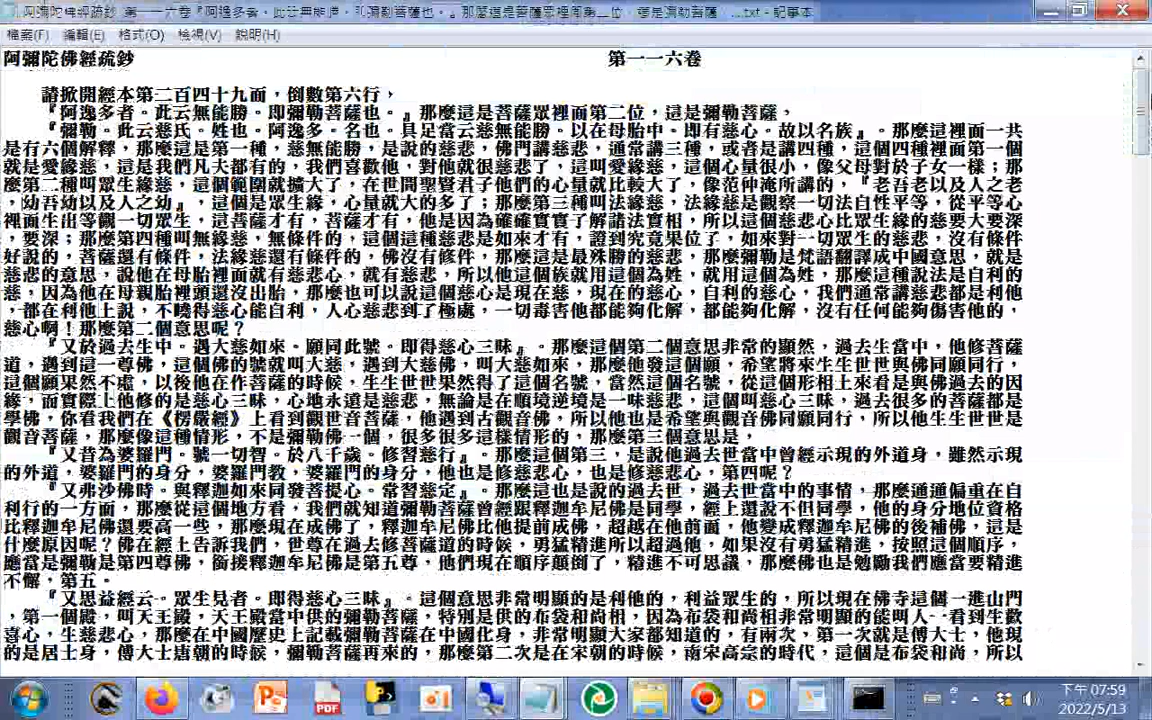 阿彌陀佛經疏鈔 第一一六卷『阿逸多者。此云無能勝。即彌勒菩薩也。』那麼這是菩薩眾裡面第二位，這是彌勒菩薩 ....txt - 記事本
檔案(F) 編輯(E) 格式(O) 檢視(V) 說明(H)
阿彌陀佛經疏鈔 第一一六卷
請掀開經本第二百四十九面，倒數第六行，
『阿逸多者。此云無能勝。即彌勒菩薩也。』那麼這是菩薩眾裡面第二位，這是彌勒菩薩，
『彌勒。此云慈氏。姓也。阿逸多。名也。具足當云慈無能勝。以在母胎中。即有慈心。故以名族』。那麼這裡面一共
是有六個解釋，那麼這是第一種，慈無能勝，是說的慈悲，佛門講慈悲，通常講三種，或者是講四種，這個四種裡面第一個
就是愛緣慈，這是我們凡夫都有的，我們喜歡他，對他就很慈悲了，這叫愛緣慈，這個心量很小，像父母對於子女一樣；那
麼第二種叫眾生緣慈，這個範圍就擴大了，在世間聖賢君子他們的心量就比較大了，像范仲淹所講的，『老吾老以及人之老
，幼吾幼以及人之幼』，這個是眾生緣，心量就大的多了；那麼第三種叫法緣慈，法緣慈是觀察一切法自性平等，從平等心
裡面生出等觀一切眾生，這菩薩才有，菩薩才有，他是因為確確實實了解諸法實相，所以這個慈悲心比眾生緣的慈要大要深
，要深；那麼第四種叫無緣慈，無條件的，這個這種慈悲是如來才有，證到究竟果位了，如來對一切眾生的慈悲，沒有條件
好說的，菩薩還有條件，法緣慈還有條件的，佛沒有條件，那麼這是最殊勝的慈悲，那麼彌勒是梵語翻譯成中國意思，就是
慈悲的意思，說他在母胎裡面就有慈悲心，就有慈悲，所以他這個族就用這個為姓，就用這個為姓，那麼這種說法是自利的
慈，因為他在母親胎裡頭還沒出胎，那麼也可以說這個慈心是現在慈，現在的慈心，自利的慈心，我們通常講慈悲都是利他
，都在利他上說，不曉得慈心能自利，人心慈悲到了極處，一切毒害他都能夠化解，都能夠化解，沒有任何能夠傷害他的，
慈心啊！那麼第二個意思呢？
『又於過去生中。遇大慈如來。願同此號。即得慈心三昧』。那麼這個第二個意思非常的顯然，過去生當中，他修菩薩
道，遇到這一尊佛，這個佛的號就叫大慈，叫大慈如來，那麼他發這個願，希望將來生生世世與佛同願同行，
這個願果然不虛，以後他在作菩薩的時候，生生世世果然得了這個名號，當然這個名號，從這個形相上來看是與佛過去的因
緣，而實際上他修的是慈心三昧，心地永遠是慈悲，無論是在順境逆境是一味慈悲，這個叫慈心三昧，過去很多的菩薩都是
學佛，你看我們在《楞嚴經》上看到觀世音菩薩，他遇到古觀音佛，所以他也是希望與觀音佛同願同行，所以他生生世世是
觀音菩薩，那麼像這種情形，不是彌勒佛一個，很多很多這樣情形的，那麼第三個意思是，
『又昔為婆羅門。號一切智。於八千歲。修習慈行』。那麼這個第三，是說他過去世當中曾經示現的外道身，雖然示現
的外道，婆羅門的身分，婆羅門教，婆羅門的身分，他也是修慈悲心，也是修慈悲心，第四呢？
『又弗沙佛時。與釋迦如來同發菩提心。常習慈定』。那麼這也是說的過去世，過去世當中的事情，那麼通通偏重在自
利行的一方面，那麼從這個地方看，我們就知道彌勒菩薩曾經跟釋迦牟尼佛是同學，經上還說不但同學，他的身分地位資格
比釋迦牟尼佛還要高一些，那麼現在成佛了，釋迦牟尼佛比他提前成佛，超越在他前面，他變成釋迦牟尼佛的後補佛，這是
什麼原因呢？佛在經上告訴我們，世尊在過去修菩薩道的時候，勇猛精進，所以超過他，如果沒有勇猛精進，按照這個順序，
應當是彌勒是第四尊佛，銜接釋迦牟尼佛是第五尊，他們現在順序顛倒了，精進不可思議，那麼佛也是勉勵我們應當要精進
不懈，第五。
『又思益經云。眾生見者。即得慈心三昧』。這個意思非常明顯的是利他的，利益眾生的，所以現在佛寺這個一進山門
，第一個殿，叫天王殿，天王殿當中供的彌勒菩薩，特別是供布袋和尚相，因為布袋和尚相非常明顯的能叫人一看到生歡
喜心，生慈悲心，那麼在中國歷史上記載彌勒菩薩，在中國化身，非常明顯，大家都知道的，有兩次，第一次就是傅大士，他現
的是居士身，傅大士唐朝的時候，彌勒菩薩再來的，那麼第二次是在宋朝的時候，南宋高宗的時代，這個是布袋和尚，所以
下午 07:59
2022/5/13